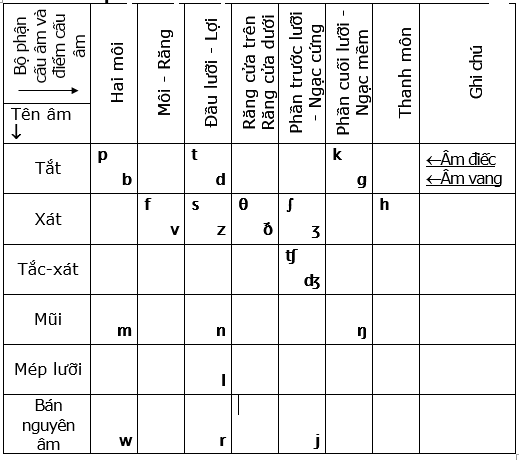 Bộ phận
cấu âm và
điểm cấu
âm
Tên âm
↓
Hai môi
Môi - Răng
Đầu lưỡi - Lợi
Răng cửa trên
Răng cửa dưới
Phần trước lưỡi
- Ngạc cứng
Phần cuối lưỡi -
Ngạc mềm
Thanh môn
Ghi chú
Tắt
p
b
t
d
k
g
←Âm điếc
←Âm vang
Xát
f
v
s
z
θ
ð
ʃ
ʒ
h
Tắc-xát
ʧ
ʤ
Mũi
m
n
ŋ
Mép lưỡi
l
Bán
nguyên
âm
w
r
j